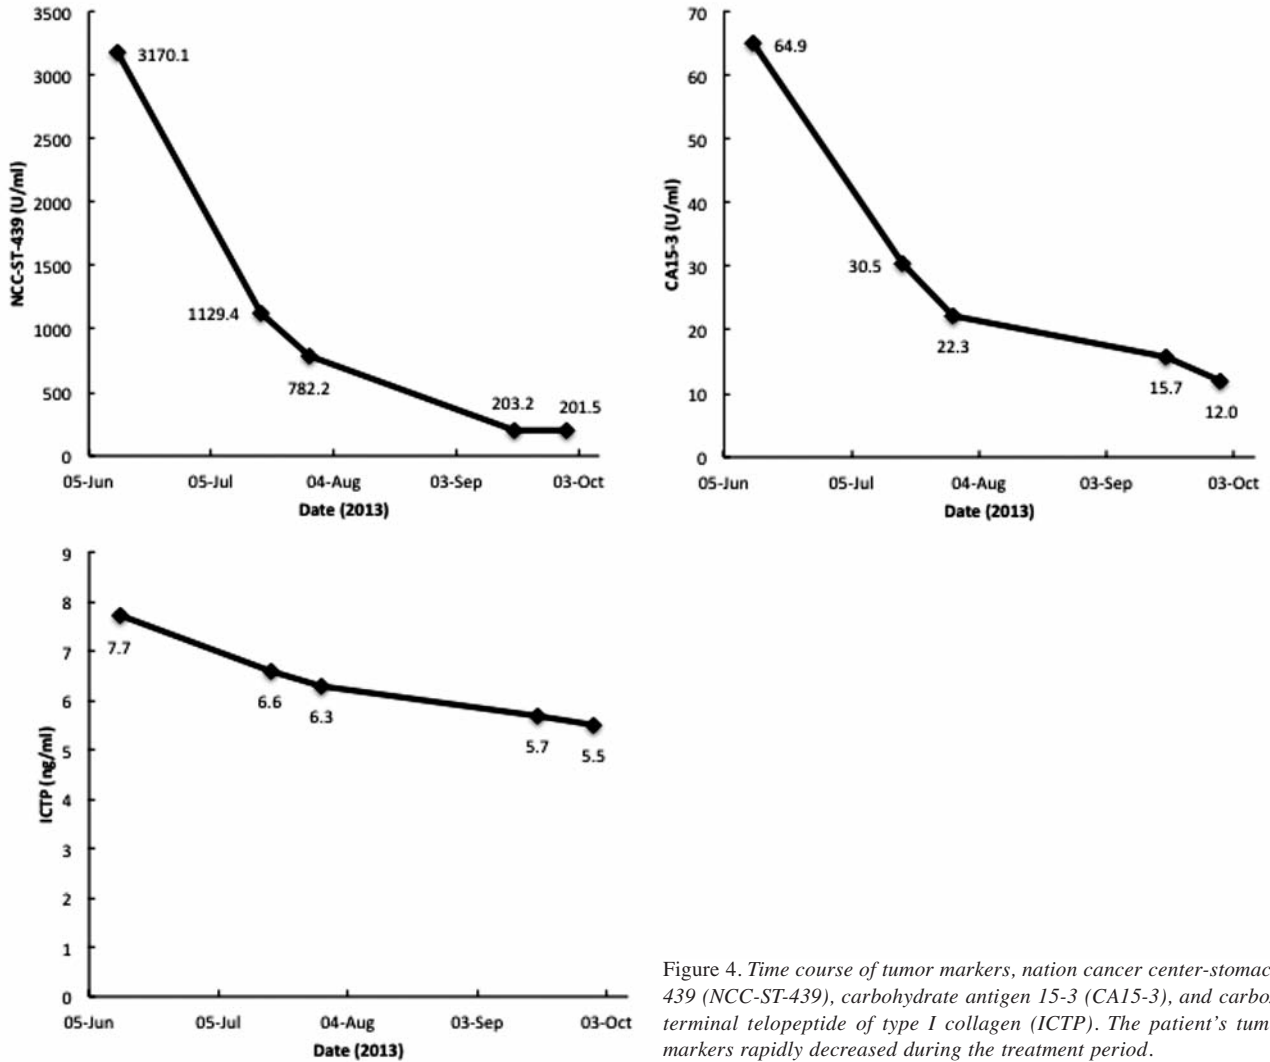 3500
3000
2500
2000
1500
1000
500
0
NCC-ST-439 (U/ml)
3170.1
1129.4
782.2
203.2
201.5
05-Jun
05-Jul
04-Aug
03-Sep
03-Oct
Date (2013)
70
60
50
40
30
20
10
0
CA15-3 (U/ml)
64.9
30.5
22.3
15.7
12.0
05-Jun
05-Jul
04-Aug
03-Sep
03-Oct
Date (2013)
9
8
7
6
5
4
3
2
1
0
ICTP (ng/ml)
7.7
6.6
6.3
5.7
5.5
05-Jun
05-Jul
04-Aug
03-Sep
03-Oct
Date (2013)
Figure 4. Time course of tumor markers, nation cancer center-stomac
439 (NCC-ST-439), carbohydrate antigen 15-3 (CA15-3), and carbo
terminal telopeptide of type I collagen (ICTP). The patient's tum
markers rapidly decreased during the treatment period.